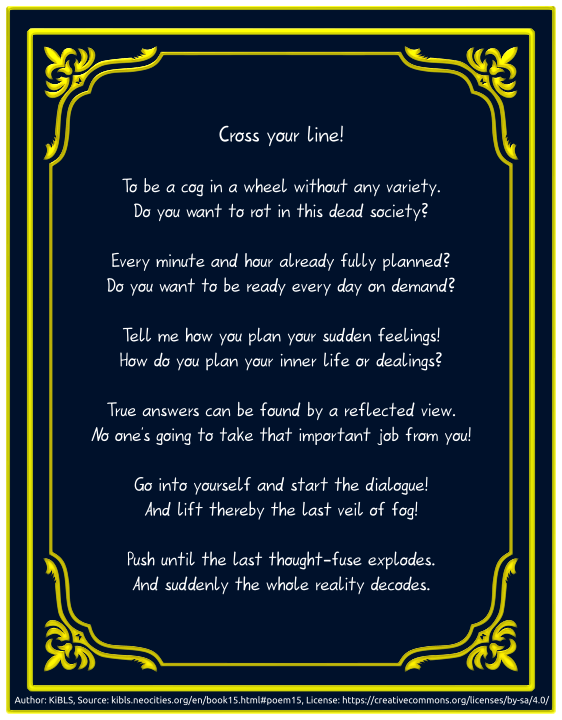 Cross your line!
To be a cog in a wheel without any variety.
Do you want to rot in this dead society?
Every minute and hour already fully planned?
Do you want to be ready every day on demand?
Tell me how you plan your sudden feelings!
How do you plan your inner life or dealings?
True answers can be found by a reflected view.
No one's going to take that important job from you!
Go into yourself and start the dialogue!
And lift thereby the last veil of fog!
Push until the last thought-fuse explodes.
And suddenly the whole reality decodes.
Author: KiBLS, Source: kibls.neocities.org/en/book15.html#poem15, License: https://creativecommons.org/licenses/by-sa/4.0/